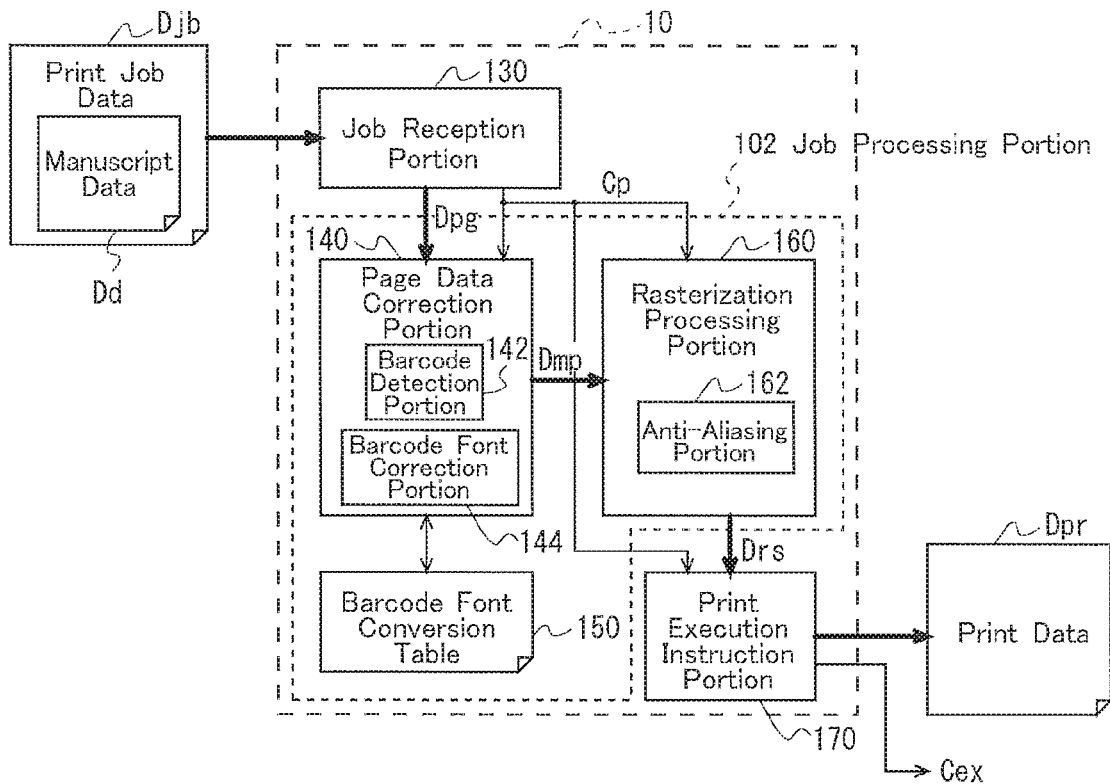 Djb
10
Print Job
Data
130
Job Reception
Portion
102 Job Processing Portion
Manuscript
Data
Cp
Dpg
140
160
Dd
Page Data
Correction
Portion
Rasterization
Processing
Portion
142
Barcode
Detection
Portion
Dmp
162
Anti-Aliasing
Portion
Barcode Font
Correction
Portion
144
Drs
Dpr
Barcode Font
Conversion
Table
150
Print
Execution
Instruction
Portion
Print Data
170
Cex